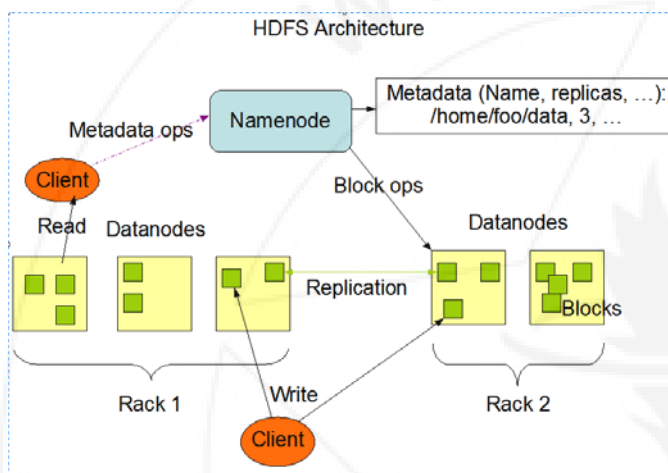 HDFS Architecture
Metadata (Name, replicas, …):
/home/foo/data, 3, …
Namenode
Metadata ops
Client
Block ops
Read
Datanodes
Datanodes
Replication
Blocks
Rack 1
Write
Rack 2
Client